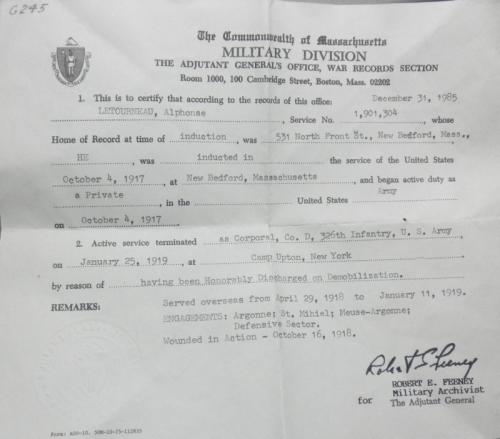 G245
The Commonwealth of Massachusetts
MILITARY DIVISION
THE ADJUTANT GENERAL'S OFFICE, WAR RECORDS SECTION
Room 1000, 100 Cambridge Street, Boston, Mass. 02202
1. This is to certify that according to the records of this office: December 31, 1985
LETOURNEAU, Alphonse, Service No. 1,901,304, whose
Home of Record at time of induction, was 531 North Front St., New Bedford, Mass.,
HE, was inducted in the service of the United States
October 4, 1917, at New Bedford, Massachusetts and began active duty as
a Private, in the United States Army
on October 4, 1917
2. Active service terminated as Corporal, Co. D, 326th Infantry, U. S. Army
on January 25, 1919, at Camp Upton, New York
by reason of having been Honorably Discharged on Demobilization.
REMARKS: Served overseas from April 29, 1918 to January 11, 1919.
ENGAGEMENTS: Argonne; St. Mihiel; Meuse-Argonne;
Defensive Sector.
Wounded in Action - October 16, 1918.
Robert E Feeney
ROBERT E. FEENEY
Military Archivist
for The Adjutant General
Form: